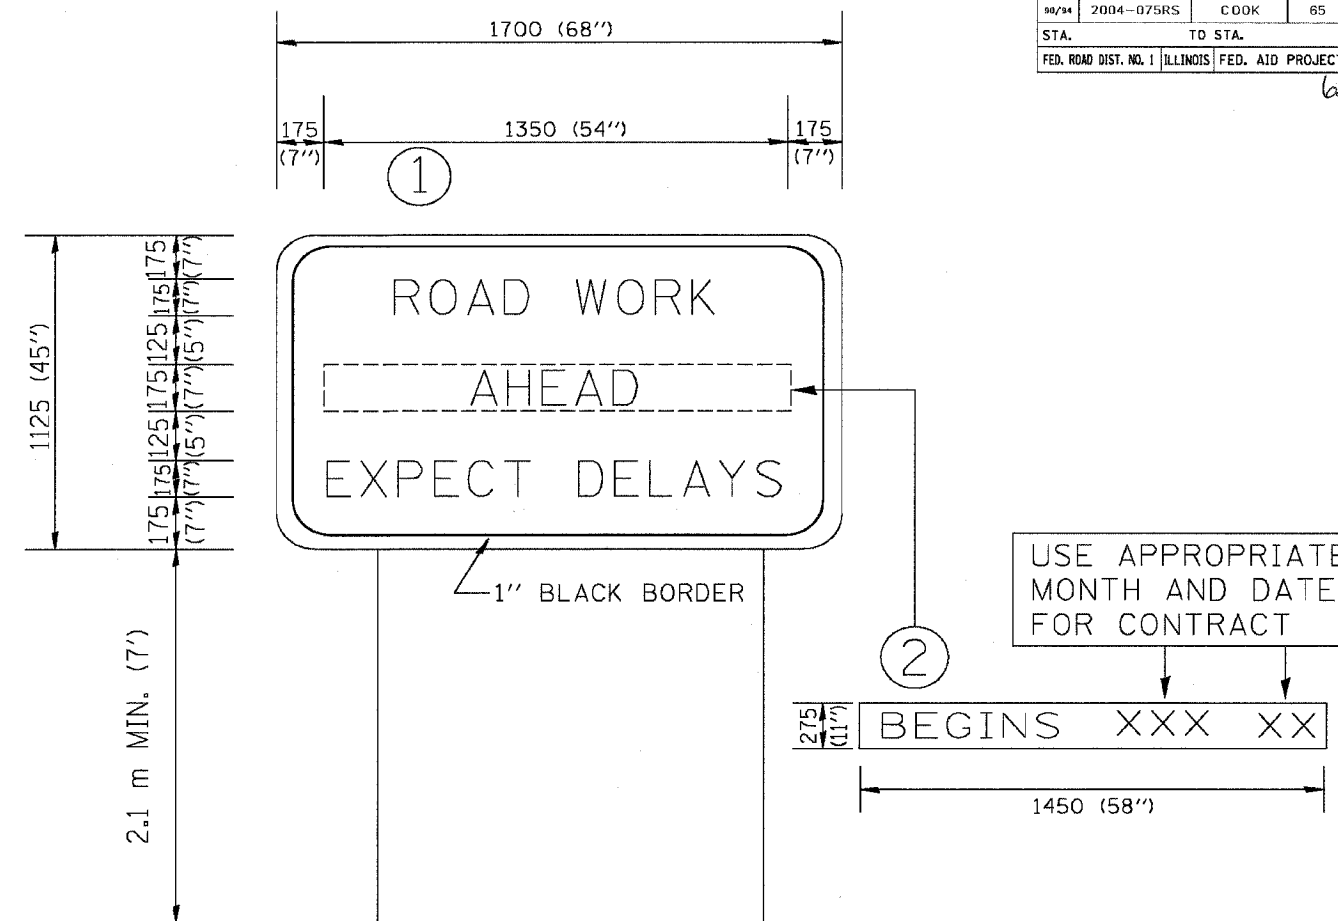 90/94 2004-075RS COOK 65
STA. TO STA.
FED. ROAD DIST. NO. 1 ILLINOIS FED. AID PROJECT
1700 (68")
175 (7")
1350 (54")
175 (7")
1
1125 (45")
175 (7")
175 (7")
125 (5")
175 (7")
125 (5")
175 (7")
175 (7")
ROAD WORK
AHEAD
EXPECT DELAYS
1" BLACK BORDER
2.1 m MIN. (7')
USE APPROPRIATE
MONTH AND DATE
FOR CONTRACT
2
275 (11")
BEGINS XXX XX
1450 (58")